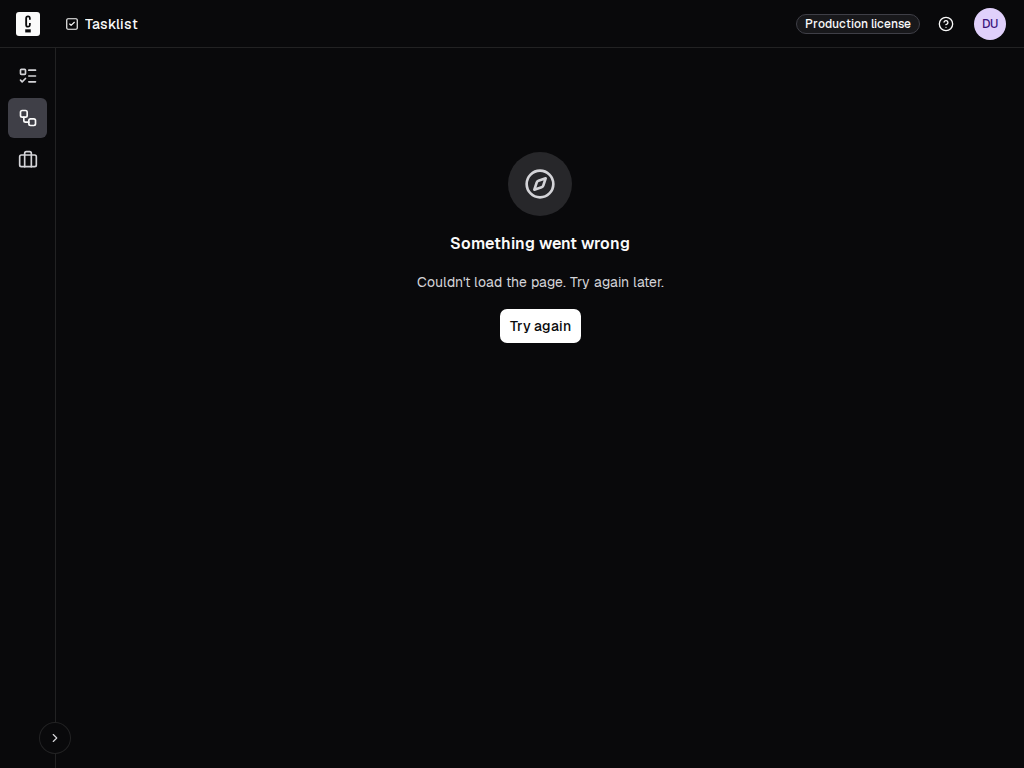 Tasklist
Production license
DU
Something went wrong
Couldn't load the page. Try again later.
Try again